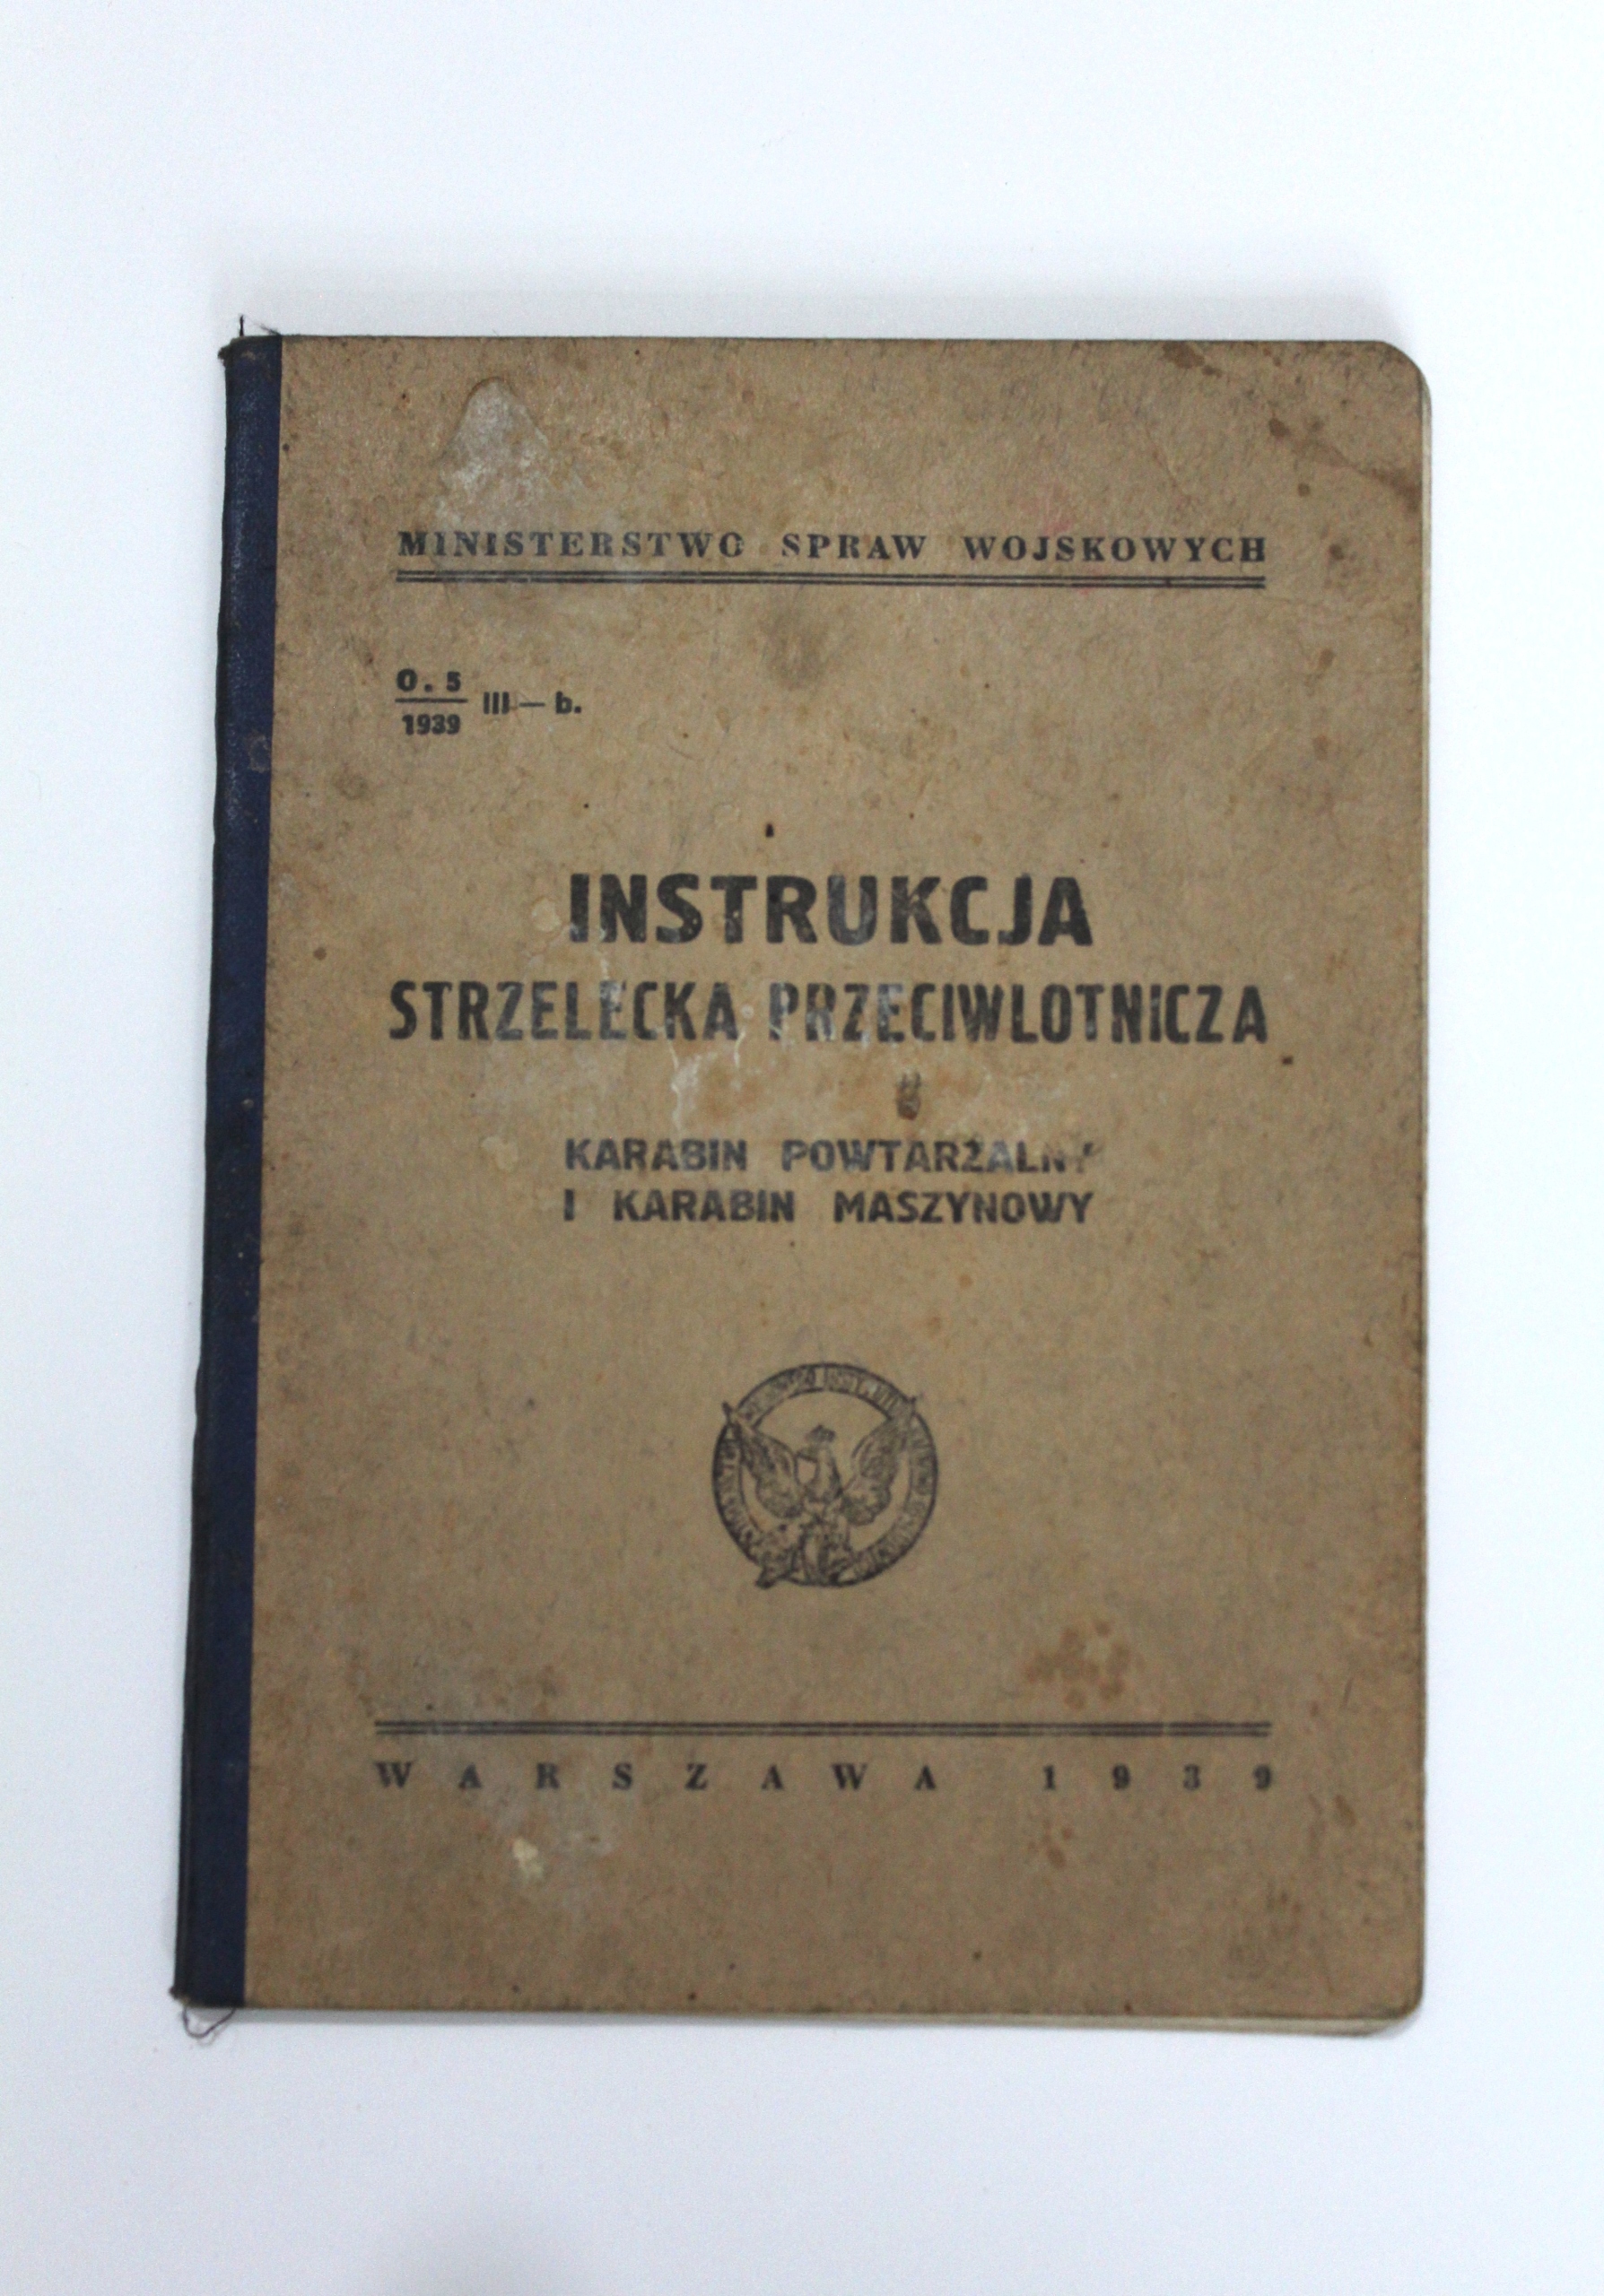 MINISTERSTWO SPRAW WOJSKOWYCH
O. 5
1939 III — b.
INSTRUKCJA
STRZELECKA PRZECIWLOTNICZA
KARABIN POWTARZALNY
I KARABIN MASZYNOWY
WARSZAWA 1939